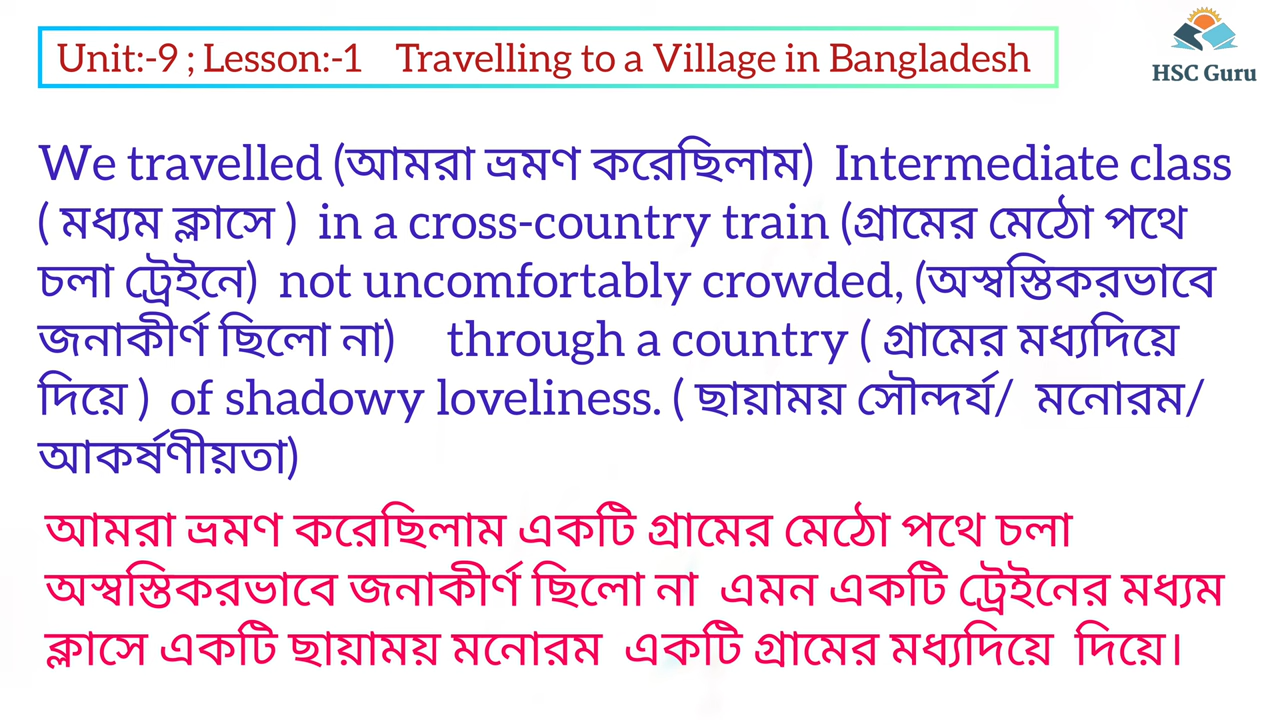 Unit:-9 ; Lesson:-1 Travelling to a Village in Bangladesh
HSC Guru
We travelled (আমরা ভ্রমণ করেছিলাম) Intermediate class
( মধ্যম ক্লাসে ) in a cross-country train (গ্রামের মেঠো পথে
চলা ট্রেইনে) not uncomfortably crowded, (অস্বস্তিকরভাবে
জনাকীর্ণ ছিলো না) through a country ( গ্রামের মধ্যদিয়ে
দিয়ে ) of shadowy loveliness. ( ছায়াময় সৌন্দর্য/ মনোরম/
আকর্ষণীয়তা)
আমরা ভ্রমণ করেছিলাম একটি গ্রামের মেঠো পথে চলা
অস্বস্তিকরভাবে জনাকীর্ণ ছিলো না এমন একটি ট্রেইনের মধ্যম
ক্লাসে একটি ছায়াময় মনোরম একটি গ্রামের মধ্যদিয়ে দিয়ে।